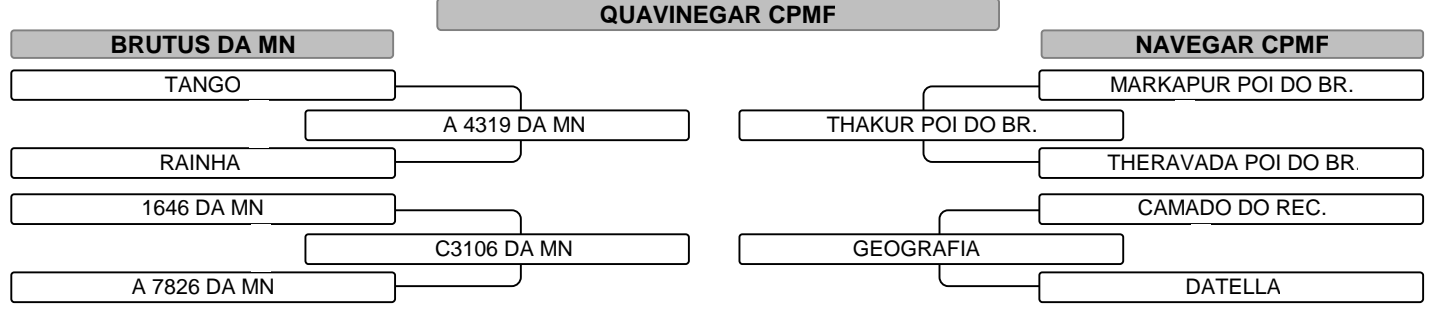 QUAVINEGAR CPMF
BRUTUS DA MN
NAVEGAR CPMF
TANGO
MARKAPUR POI DO BR.
A 4319 DA MN
THAKUR POI DO BR.
RAINHA
THERAVADA POI DO BR.
1646 DA MN
CAMADO DO REC.
C3106 DA MN
GEOGRAFIA
A 7826 DA MN
DATELLA